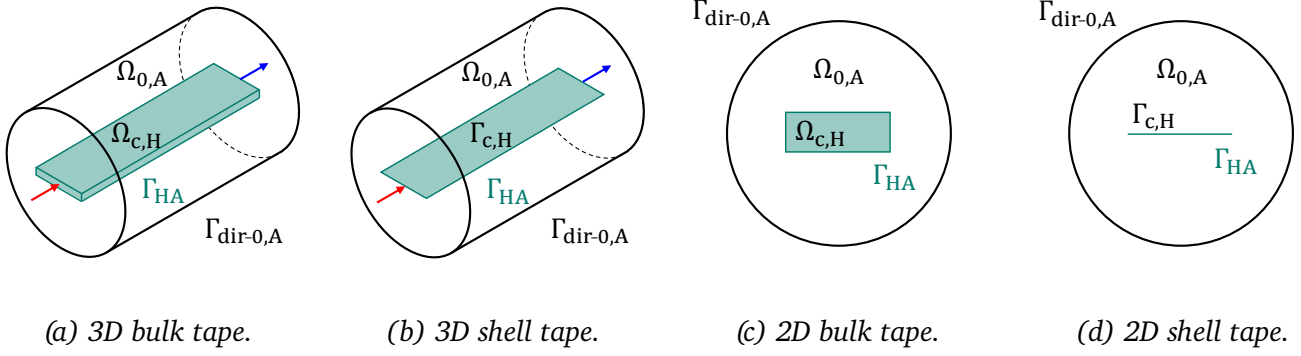 Ω0,A
Ωc,H
ΓHA
Γdir-0,A
(a) 3D bulk tape.
Ω0,A
Γc,H
ΓHA
Γdir-0,A
(b) 3D shell tape.
Γdir-0,A
Ω0,A
Ωc,H
ΓHA
(c) 2D bulk tape.
Γdir-0,A
Ω0,A
Γc,H
ΓHA
(d) 2D shell tape.